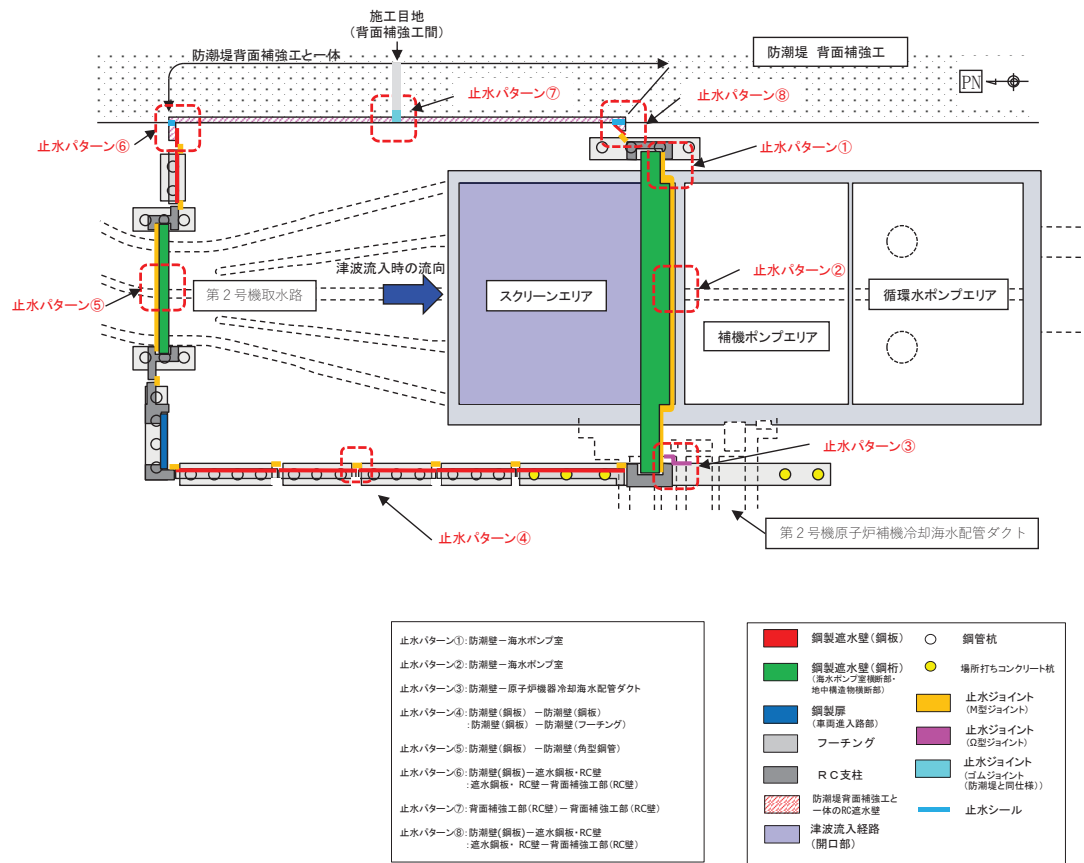 施工目地
(背面補強工間)
防潮堤背面補強工と一体
防潮堤 背面補強工
PN
止水パターン⑦
止水パターン⑧
止水パターン⑥
止水パターン①
津波流入時の流向
止水パターン②
止水パターン⑤
第2号機取水路
スクリーンエリア
循環水ポンプエリア
補機ポンプエリア
止水パターン③
止水パターン④
第2号機原子炉補機冷却海水配管ダクト
止水パターン①:防潮壁-海水ポンプ室
止水パターン②:防潮壁-海水ポンプ室
止水パターン③:防潮壁-原子炉機器冷却海水配管ダクト
止水パターン④:防潮壁(鋼板) -防潮壁(鋼板)
:防潮壁(鋼板) -防潮壁(フーチング)
止水パターン⑤:防潮壁(鋼板) -防潮壁(角型鋼管)
止水パターン⑥:防潮壁(鋼板)-遮水鋼板・RC壁
:遮水鋼板・ RC壁-背面補強工部(RC壁)
止水パターン⑦:背面補強工部(RC壁)-背面補強工部(RC壁)
止水パターン⑧:防潮壁(鋼板)-遮水鋼板・RC壁
:遮水鋼板・ RC壁-背面補強工部(RC壁)
鋼製遮水壁(鋼板)
鋼製遮水壁(鋼桁)
(海水ポンプ室横断部・
地中構造物横断部)
鋼製扉
(車両進入路部)
フーチング
RC支柱
防潮堤背面補強工と
一体のRC遮水壁
津波流入経路
(開口部)
鋼管杭
場所打ちコンクリート杭
止水ジョイント
(M型ジョイント)
止水ジョイント
(Ω型ジョイント)
止水ジョイント
(ゴムジョイント
(防潮堤と同仕様))
止水シール